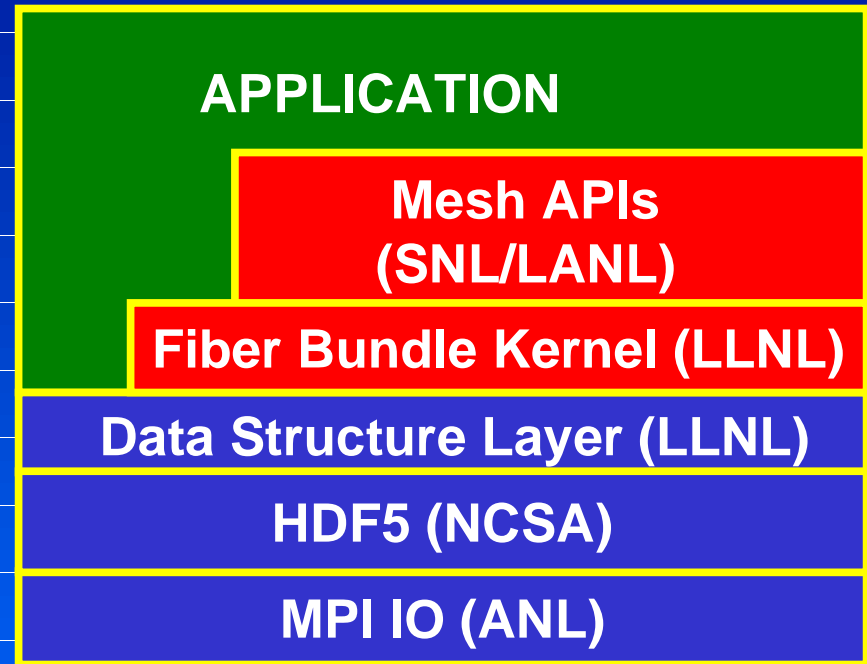 APPLICATION
Mesh APIs
(SNL/LANL)
Fiber Bundle Kernel (LLNL)
Data Structure Layer (LLNL)
HDF5 (NCSA)
MPI IO (ANL)